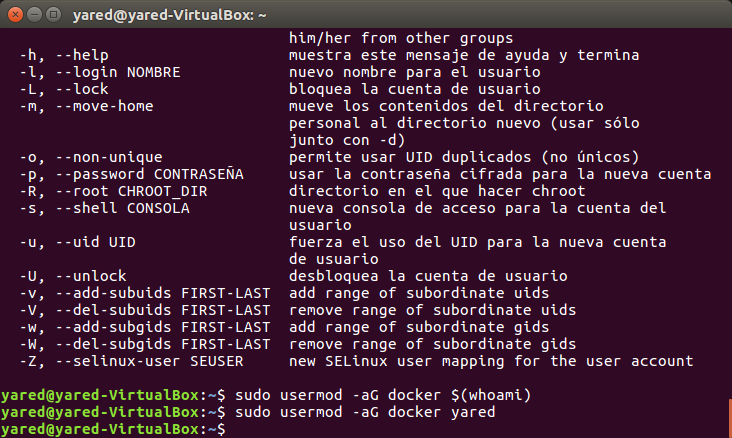 yared@yared-VirtualBox: ~
him/her from other groups
-h, --help muestra este mensaje de ayuda y termina
-l, --login NOMBRE nuevo nombre para el usuario
-L, --lock bloquea la cuenta de usuario
-m, --move-home mueve los contenidos del directorio
personal al directorio nuevo (usar sólo
junto con -d)
-o, --non-unique permite usar UID duplicados (no únicos)
-p, --password CONTRASEÑA usar la contraseña cifrada para la nueva cuenta
-R, --root CHROOT_DIR directorio en el que hacer chroot
-s, --shell CONSOLA nueva consola de acceso para la cuenta del
usuario
-u, --uid UID fuerza el uso del UID para la nueva cuenta
de usuario
-U, --unlock desbloquea la cuenta de usuario
-v, --add-subuids FIRST-LAST add range of subordinate uids
-V, --del-subuids FIRST-LAST remove range of subordinate uids
-w, --add-subgids FIRST-LAST add range of subordinate gids
-W, --del-subgids FIRST-LAST remove range of subordinate gids
-Z, --selinux-user SEUSER new SELinux user mapping for the user account
yared@yared-VirtualBox:~$ sudo usermod -aG docker $(whoami)
yared@yared-VirtualBox:~$ sudo usermod -aG docker yared
yared@yared-VirtualBox:~$